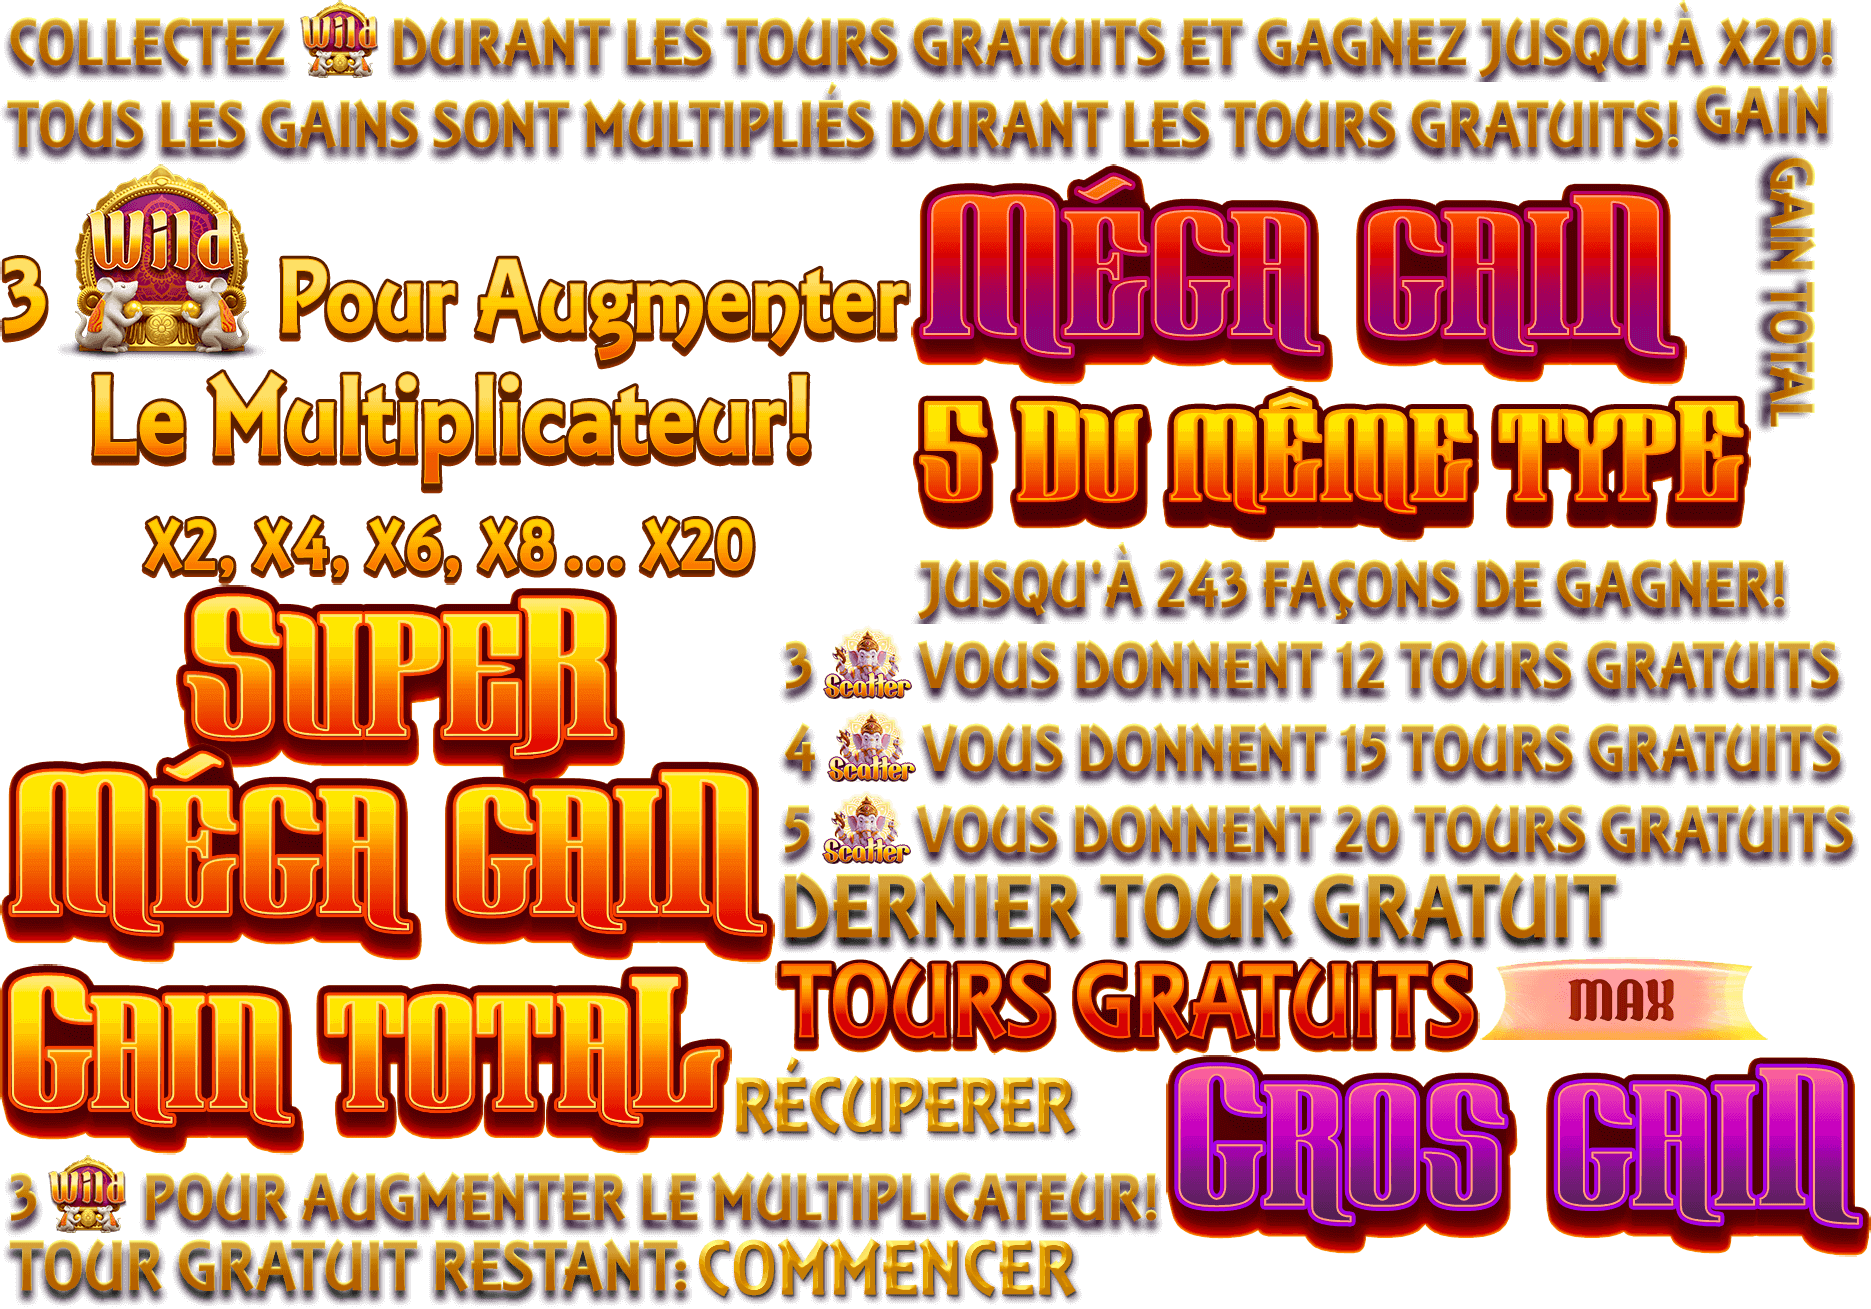 COLLECTEZ Wild DURANT LES TOURS GRATUITS ET GAGNEZ JUSQU'À X20!
TOUS LES GAINS SONT MULTIPLIÉS DURANT LES TOURS GRATUITS!
GAIN
GAIN TOTAL
3 Wild Pour Augmenter
Le Multiplicateur!
X2, X4, X6, X8... X20
MÉGA GAIN
5 DU MÊME TYPE
JUSQU'À 243 FAÇONS DE GAGNER!
SUPER
MÉGA GAIN
3 Scatter VOUS DONNENT 12 TOURS GRATUITS
4 Scatter VOUS DONNENT 15 TOURS GRATUITS
5 Scatter VOUS DONNENT 20 TOURS GRATUITS
DERNIER TOUR GRATUIT
TOURS GRATUITS
MAX
GAIN TOTAL
RÉCUPERER
GROS GAIN
3 Wild POUR AUGMENTER LE MULTIPLICATEUR!
TOUR GRATUIT RESTANT:
COMMENCER